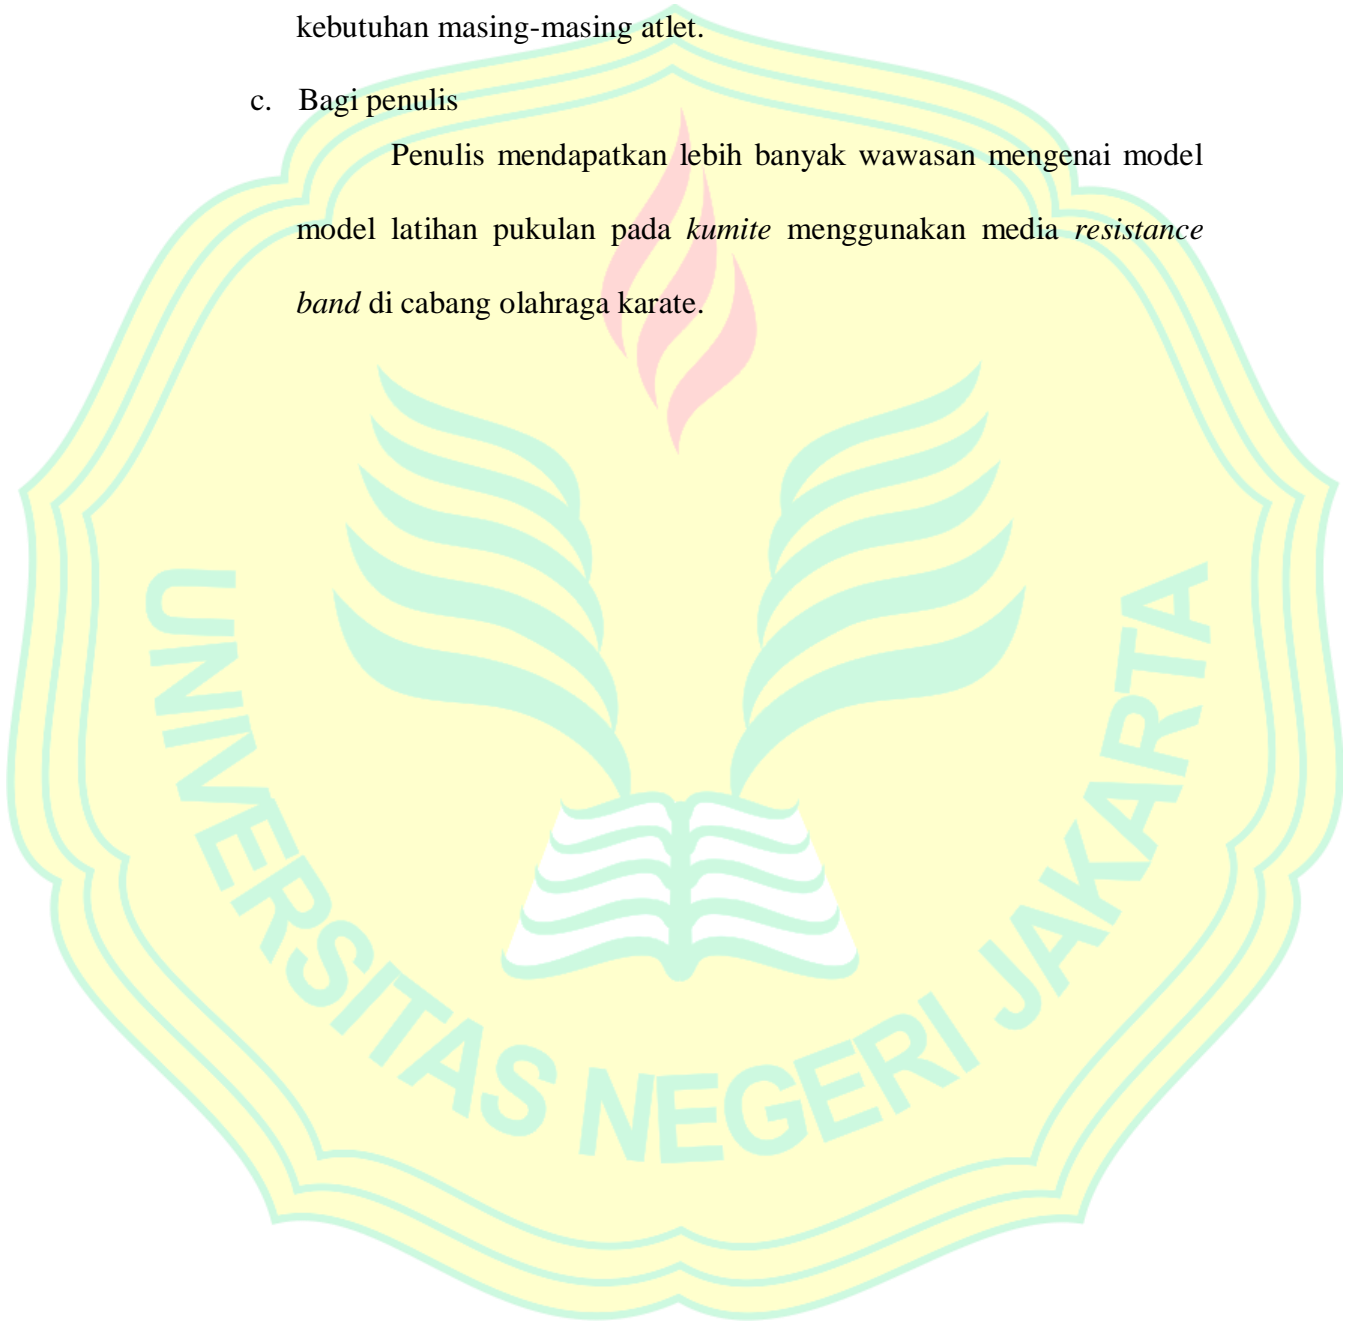 kebutuhan masing-masing atlet.
c. Bagi penulis
Penulis mendapatkan lebih banyak wawasan mengenai model
model latihan pukulan pada kumite menggunakan media resistance
band di cabang olahraga karate.
UNIVERSITAS NEGERI JAKARTA